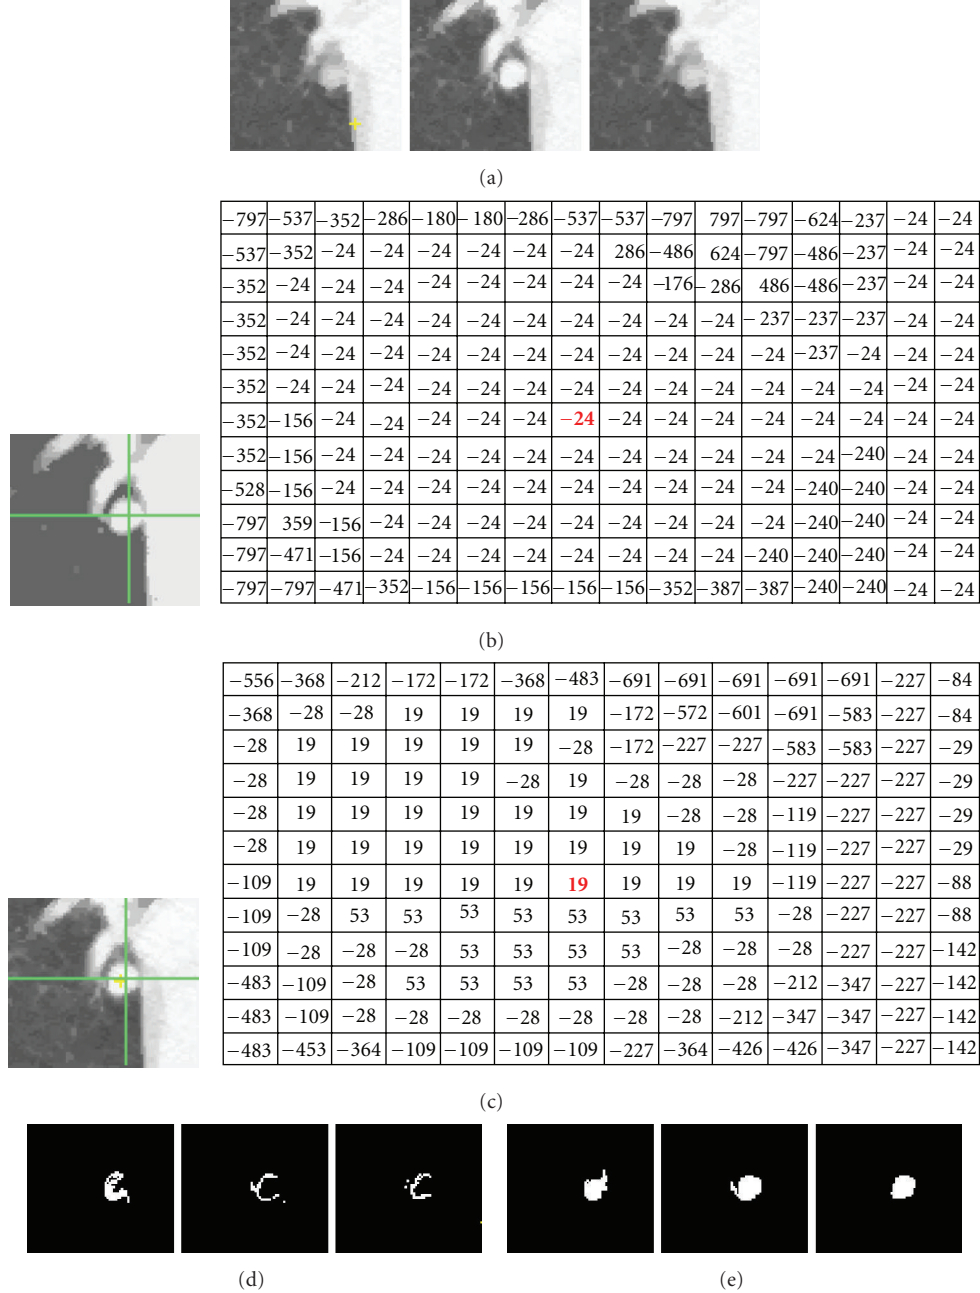 (a)
−797 −537 −352 −286 −180 −180 −286 −537 −537 −797 797 −797 −624 −237 −24 −24
−537 −352 −24 −24 −24 −24 −24 −24 286 −486 624 −797 −486 −237 −24 −24
−352 −24 −24 −24 −24 −24 −24 −24 −24 −176 −286 486 −486 −237 −24 −24
−352 −24 −24 −24 −24 −24 −24 −24 −24 −24 −24 −237 −237 −237 −24 −24
−352 −24 −24 −24 −24 −24 −24 −24 −24 −24 −24 −24 −237 −24 −24 −24
−352 −24 −24 −24 −24 −24 −24 −24 −24 −24 −24 −24 −24 −24 −24 −24
−352 −156 −24 −24 −24 −24 −24 −24 −24 −24 −24 −24 −24 −24 −24 −24
−352 −156 −24 −24 −24 −24 −24 −24 −24 −24 −24 −24 −24 −240 −24 −24
−528 −156 −24 −24 −24 −24 −24 −24 −24 −24 −24 −24 −240 −240 −24 −24
−797 359 −156 −24 −24 −24 −24 −24 −24 −24 −24 −24 −240 −240 −24 −24
−797 −471 −156 −24 −24 −24 −24 −24 −24 −24 −24 −240 −240 −240 −24 −24
−797 −797 −471 −352 −156 −156 −156 −156 −156 −352 −387 −387 −240 −240 −24 −24
(b)
−556 −368 −212 −172 −172 −368 −483 −691 −691 −691 −691 −691 −227 −84
−368 −28 −28 19 19 19 19 −172 −572 −601 −691 −583 −227 −84
−28 19 19 19 19 19 −28 −172 −227 −227 −583 −583 −227 −29
−28 19 19 19 19 −28 19 −28 −28 −28 −227 −227 −227 −29
−28 19 19 19 19 19 19 19 −28 −28 −119 −227 −227 −29
−28 19 19 19 19 19 19 19 19 −28 −119 −227 −227 −29
−109 19 19 19 19 19 19 19 19 19 −119 −227 −227 −88
−109 −28 53 53 53 53 53 53 53 53 −28 −227 −227 −88
−109 −28 −28 −28 53 53 53 53 −28 −28 −28 −227 −227 −142
−483 −109 −28 53 53 53 53 −28 −28 −28 −212 −347 −227 −142
−483 −109 −28 −28 −28 −28 −28 −28 −28 −212 −347 −347 −227 −142
−483 −453 −364 −109 −109 −109 −109 −227 −364 −426 −426 −347 −227 −142
(c)
(d) (e)